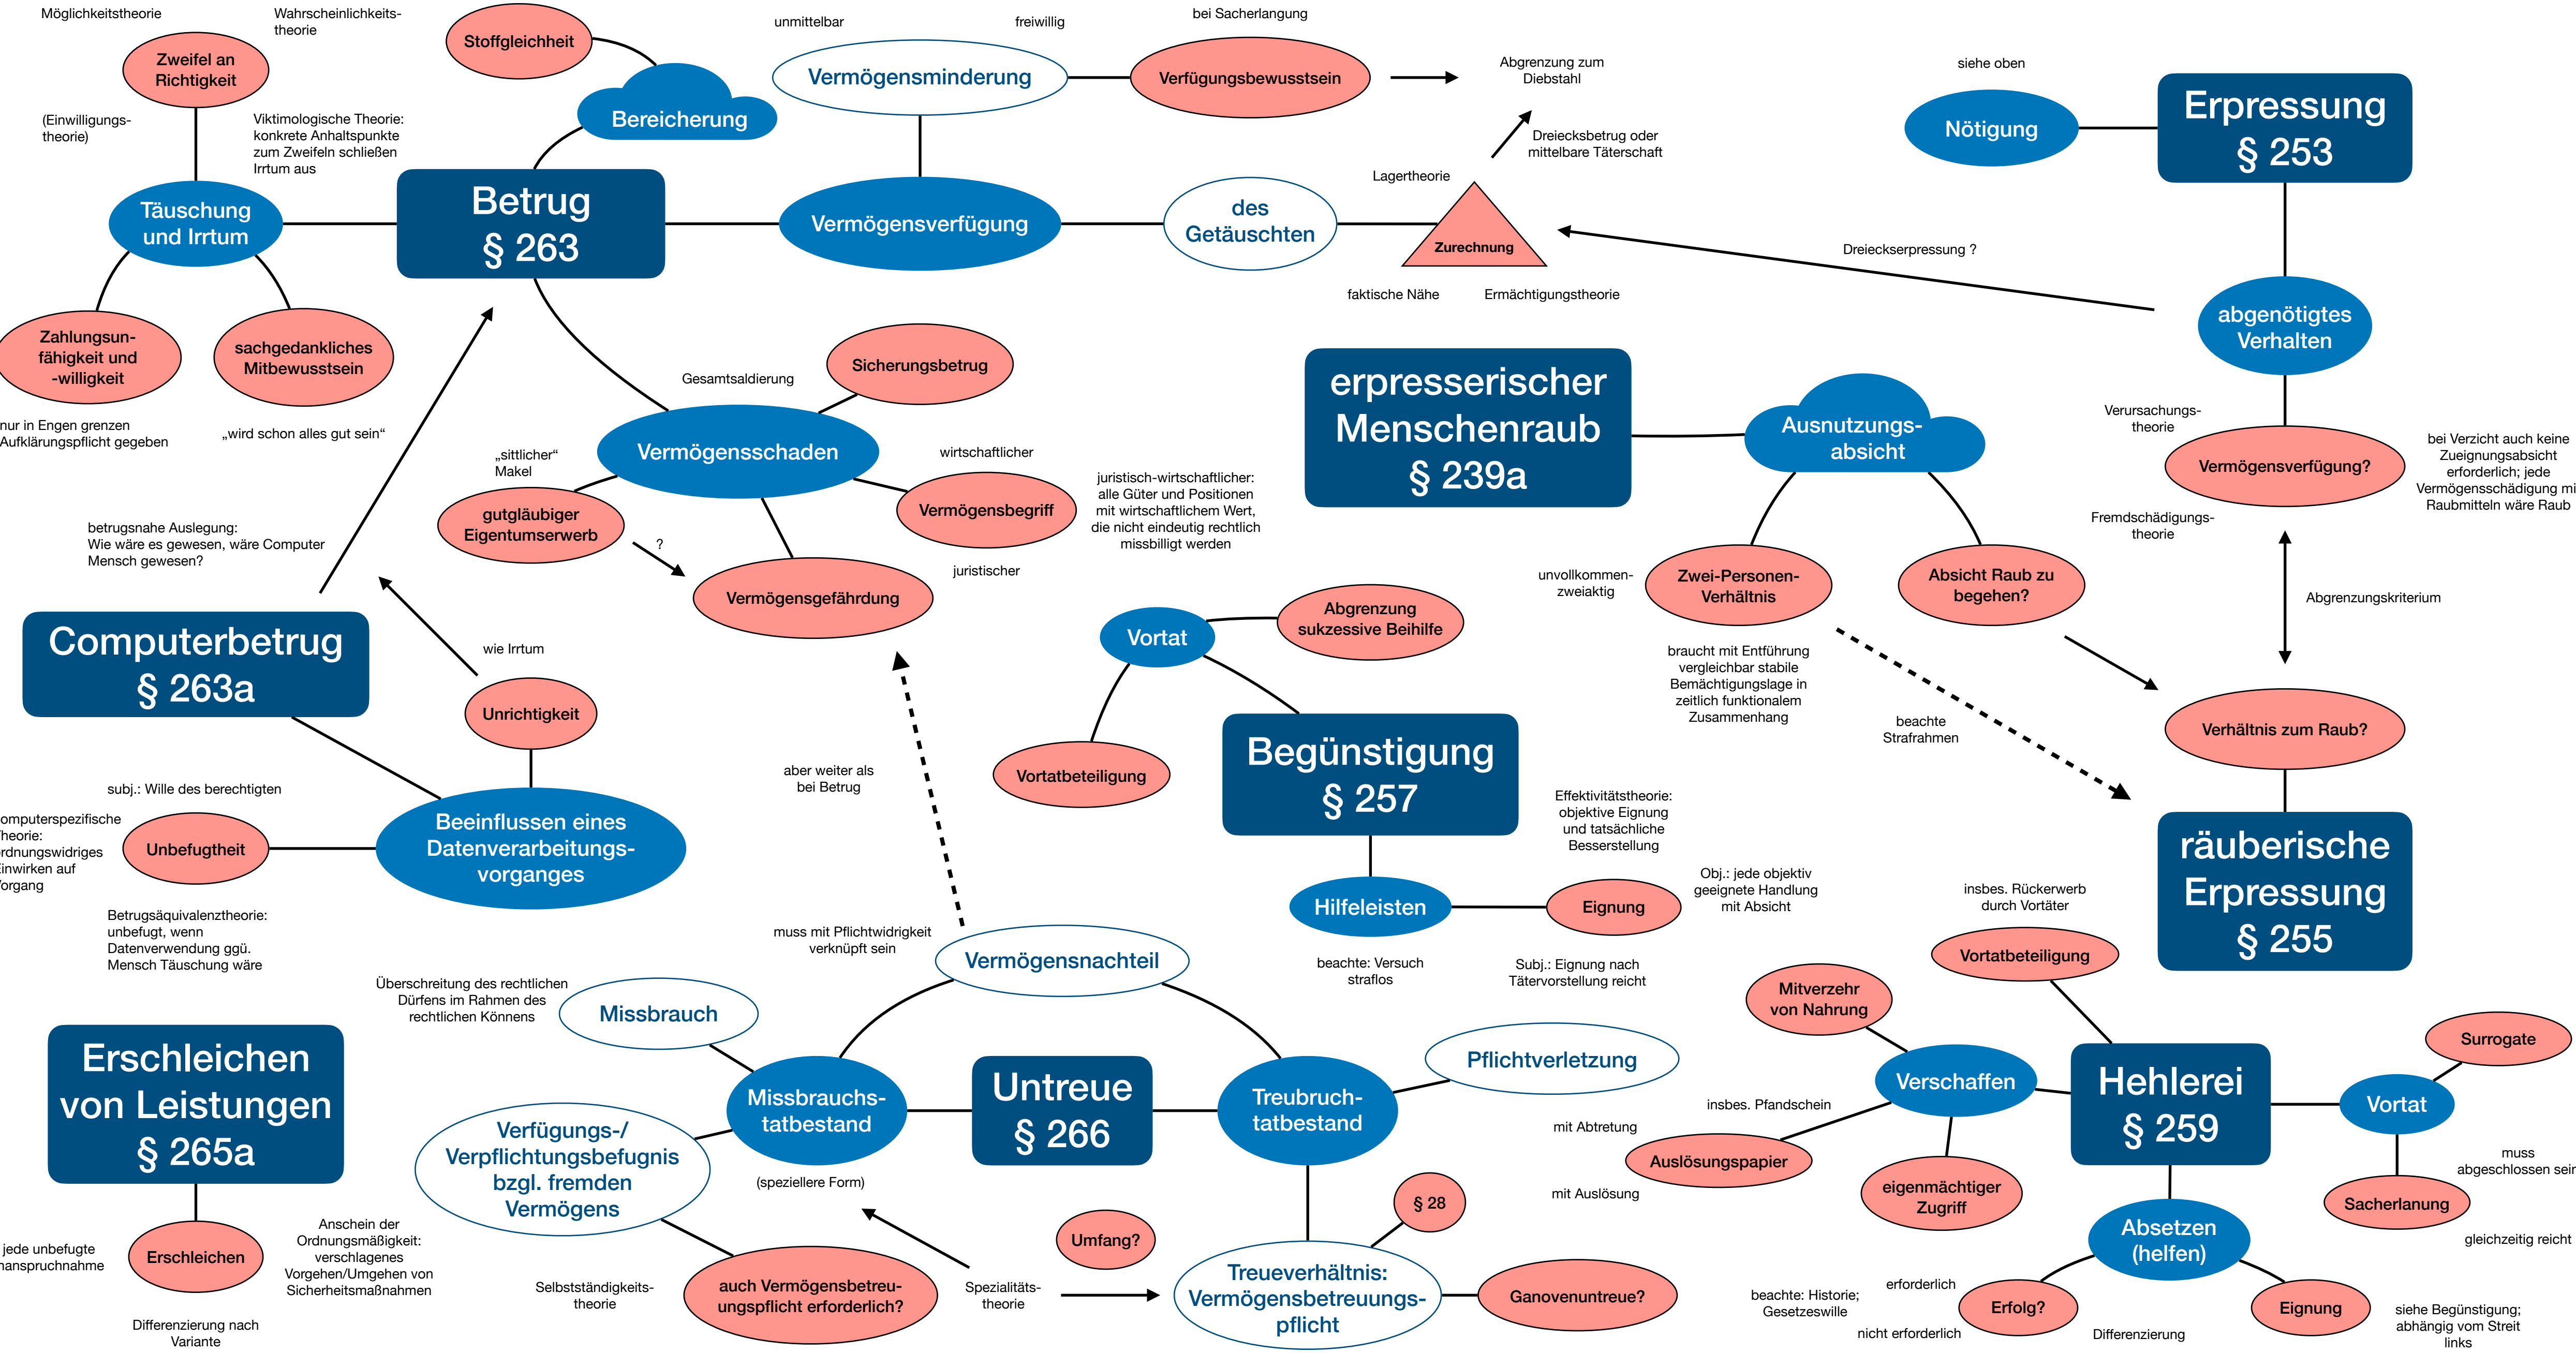 Möglichkeitstheorie
Wahrscheinlichkeits-
theorie
Zweifel an
Richtigkeit
(Einwilligungs-
theorie)
Viktimologische Theorie:
konkrete Anhaltspunkte
zum Zweifeln schließen
Irrtum aus
Täuschung
und Irrtum
Zahlungsun-
fähigkeit und
-willigkeit
sachgedankliches
Mitbewusstsein
nur in Engen grenzen
Aufklärungspflicht gegeben
„wird schon alles gut sein“
Stoffgleichheit
Bereicherung
Betrug
§ 263
unmittelbar
freiwillig
bei Sacherlangung
Vermögensminderung
Verfügungsbewusstsein
Abgrenzung zum
Diebstahl
Dreiecksbetrug oder
mittelbare Täterschaft
Lagertheorie
Vermögensverfügung
des
Getäuschten
Zurechnung
faktische Nähe
Ermächtigungstheorie
Dreieckserpressung ?
siehe oben
Nötigung
Erpressung
§ 253
abgenötigtes
Verhalten
Verursachungs-
theorie
Vermögensverfügung?
bei Verzicht auch keine
Zueignungsabsicht
erforderlich; jede
Vermögensschädigung mi
Raubmitteln wäre Raub
Fremdschädigungs-
theorie
Abgrenzungskriterium
Verhältnis zum Raub?
räuberische
Erpressung
§ 255
erpresserischer
Menschenraub
§ 239a
Ausnutzungs-
absicht
unvollkommen-
zweiaktig
Zwei-Personen-
Verhältnis
Absicht Raub zu
begehen?
braucht mit Entführung
vergleichbar stabile
Bemächtigungslage in
zeitlich funktionalem
Zusammenhang
beachte
Strafrahmen
Gesamtsaldierung
Sicherungsbetrug
Vermögensschaden
„sittlicher“
Makel
gutgläubiger
Eigentumserwerb
?
Vermögensgefährdung
wirtschaftlicher
Vermögensbegriff
juristischer
juristisch-wirtschaftlicher:
alle Güter und Positionen
mit wirtschaftlichem Wert,
die nicht eindeutig rechtlich
missbilligt werden
betrugsnahe Auslegung:
Wie wäre es gewesen, wäre Computer
Mensch gewesen?
Computerbetrug
§ 263a
wie Irrtum
Unrichtigkeit
subj.: Wille des berechtigten
omputerspezifische
heorie:
rdnungswidriges
inwirken auf
organg
Unbefugtheit
Beeinflussen eines
Datenverarbeitungs-
vorganges
Betrugsäquivalenztheorie:
unbefugt, wenn
Datenverwendung ggü.
Mensch Täuschung wäre
Vortat
Abgrenzung
sukzessive Beihilfe
Vortatbeteiligung
Begünstigung
§ 257
Effektivitätstheorie:
objektive Eignung
und tatsächliche
Besserstellung
Hilfeleisten
Eignung
Obj.: jede objektiv
geeignete Handlung
mit Absicht
beachte: Versuch
straflos
Subj.: Eignung nach
Tätervorstellung reicht
aber weiter als
bei Betrug
muss mit Pflichtwidrigkeit
verknüpft sein
Vermögensnachteil
Überschreitung des rechtlichen
Dürfens im Rahmen des
rechtlichen Könnens
Missbrauch
Missbrauchs-
tatbestand
Untreue
§ 266
Treubruch-
tatbestand
Pflichtverletzung
Verfügungs-/
Verpflichtungsbefugnis
bzgl. fremden
Vermögens
(speziellere Form)
Selbstständigkeits-
theorie
auch Vermögensbetreu-
ungspflicht erforderlich?
Spezialitäts-
theorie
Umfang?
§ 28
Treueverhältnis:
Vermögensbetreuungs-
pflicht
Ganovenuntreue?
Erschleichen
von Leistungen
§ 265a
jede unbefugte
nanspruchnahme
Erschleichen
Anschein der
Ordnungsmäßigkeit:
verschlagenes
Vorgehen/Umgehen von
Sicherheitsmaßnahmen
Differenzierung nach
Variante
insbes. Rückerwerb
durch Vortäter
Vortatbeteiligung
Mitverzehr
von Nahrung
Verschaffen
Hehlerei
§ 259
insbes. Pfandschein
mit Abtretung
Auslösungspapier
mit Auslösung
eigenmächtiger
Zugriff
Surrogate
Vortat
muss
abgeschlossen sein
Sacherlanung
gleichzeitig reicht
Absetzen
(helfen)
erforderlich
beachte: Historie;
Gesetzeswille
Erfolg?
nicht erforderlich
Differenzierung
Eignung
siehe Begünstigung;
abhängig vom Streit
links